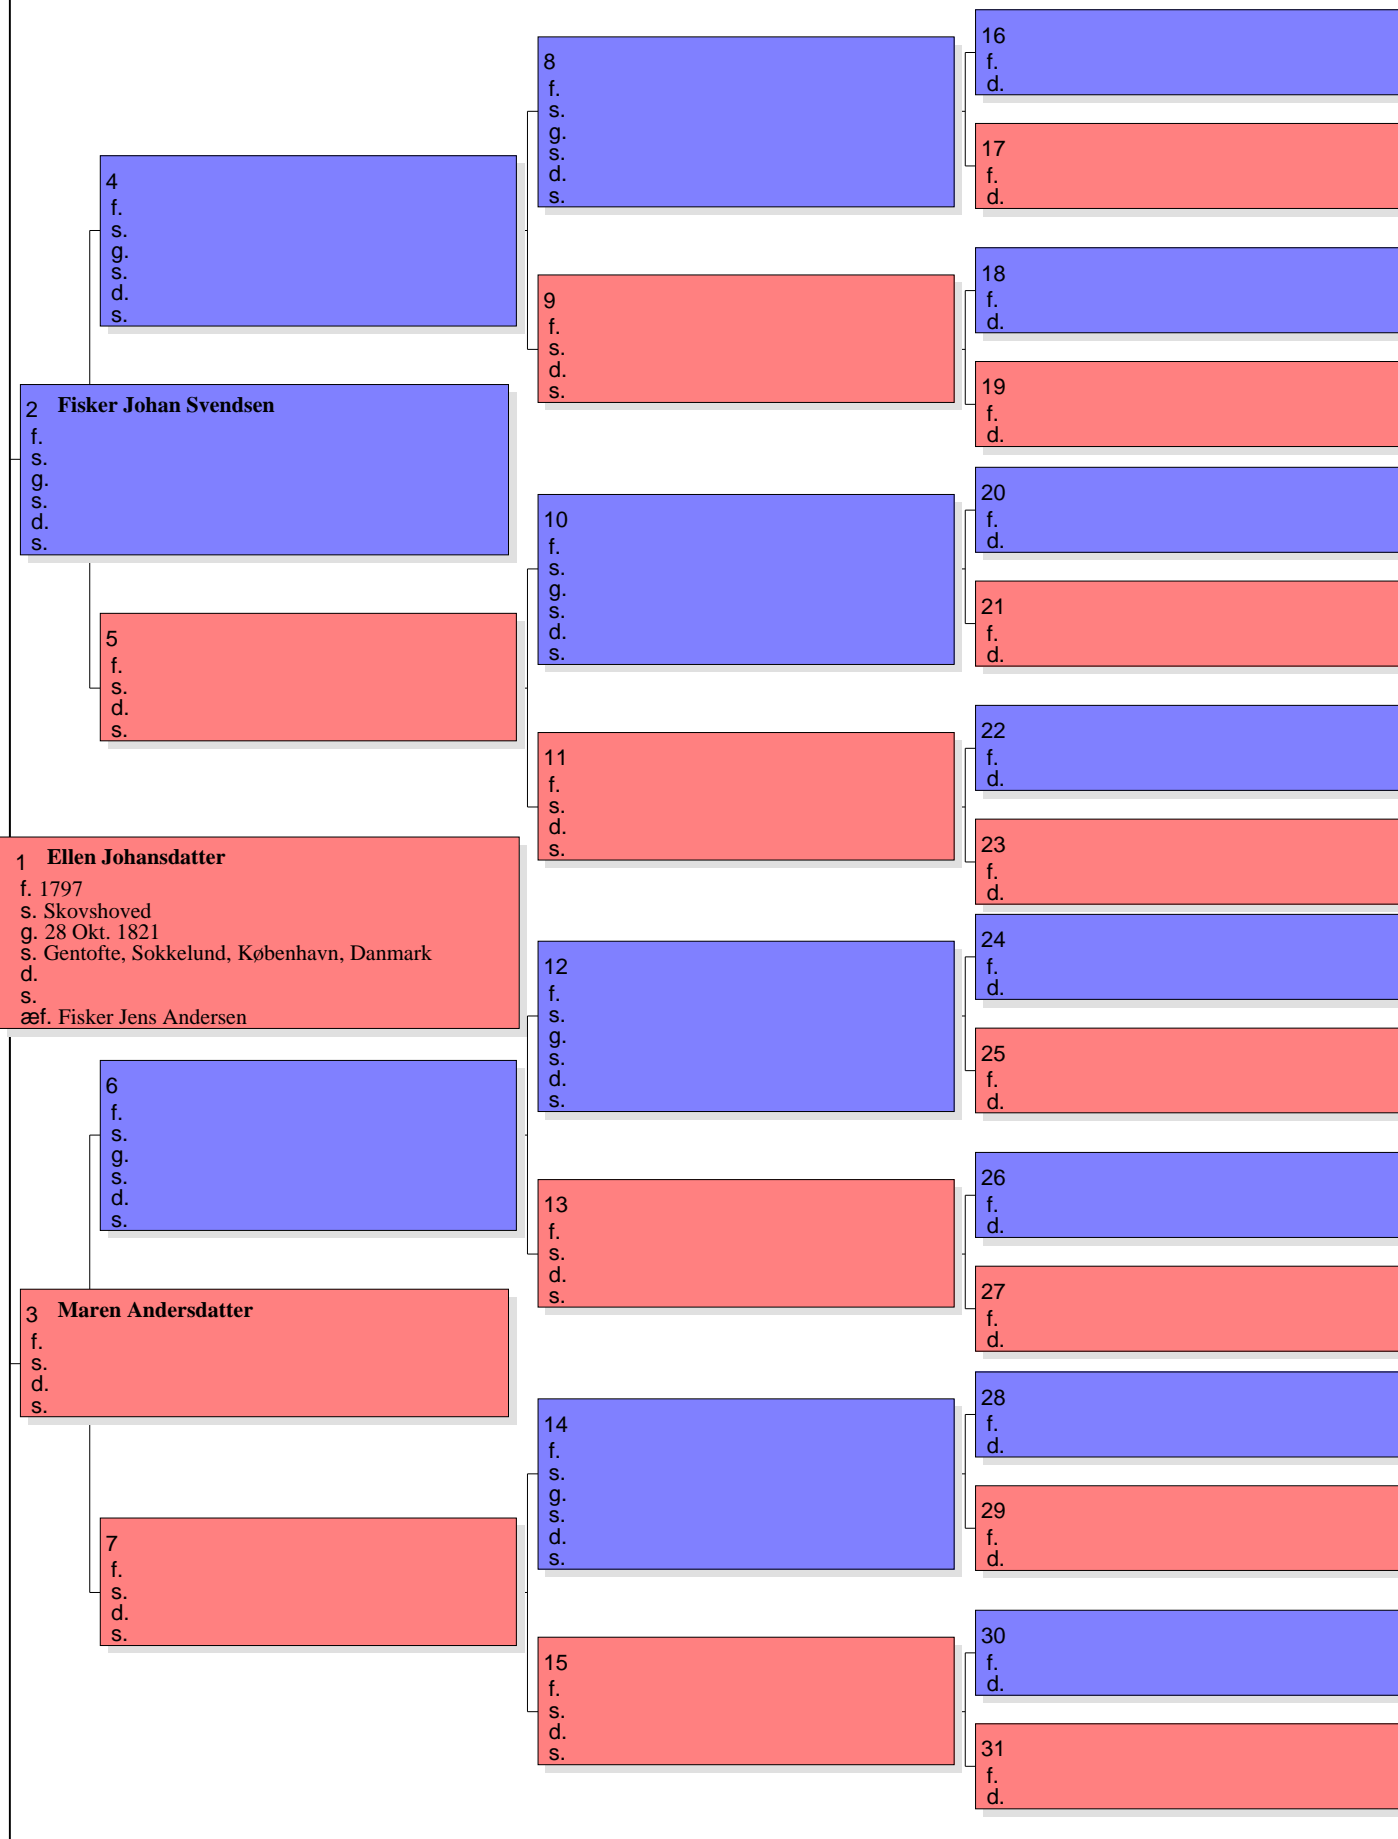 1 Ellen Johansdatter
f. 1797
s. Skovshoved
g. 28 Okt. 1821
s. Gentofte, Sokkelund, København, Danmark
d.
s.
æf. Fisker Jens Andersen
2 Fisker Johan Svendsen
f.
s.
g.
s.
d.
s.
3 Maren Andersdatter
f.
s.
d.
s.
4
f.
s.
g.
s.
d.
s.
5
f.
s.
d.
s.
6
f.
s.
g.
s.
d.
s.
7
f.
s.
d.
s.
8
f.
s.
g.
s.
d.
s.
9
f.
s.
d.
s.
10
f.
s.
g.
s.
d.
s.
11
f.
s.
d.
s.
12
f.
s.
g.
s.
d.
s.
13
f.
s.
d.
s.
14
f.
s.
g.
s.
d.
s.
15
f.
s.
d.
s.
16
f.
d.
17
f.
d.
18
f.
d.
19
f.
d.
20
f.
d.
21
f.
d.
22
f.
d.
23
f.
d.
24
f.
d.
25
f.
d.
26
f.
d.
27
f.
d.
28
f.
d.
29
f.
d.
30
f.
d.
31
f.
d.